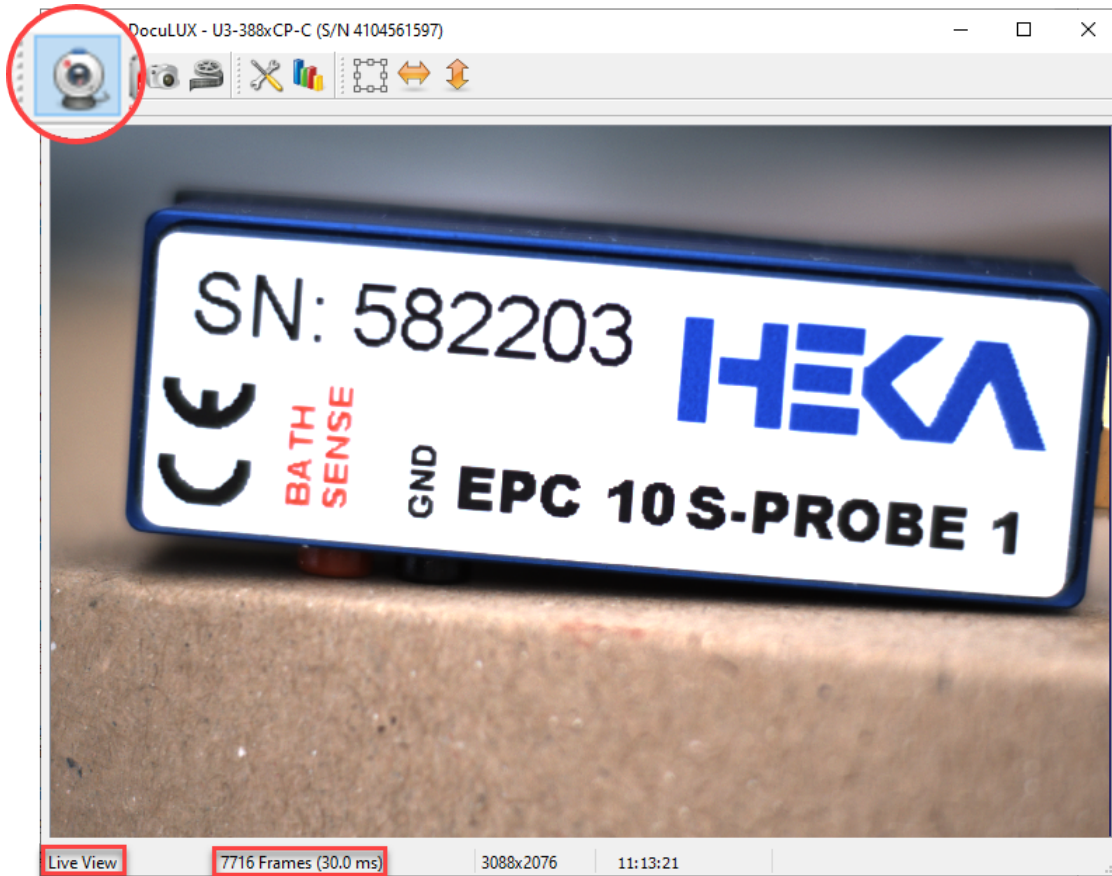 DocuLUX - U3-388xCP-C (S/N 4104561597)
SN: 582203
HEKA
CE
BATH
SENSE
GND
EPC 10 S-PROBE 1
Live View
7716 Frames (30.0 ms)
3088x2076
11:13:21